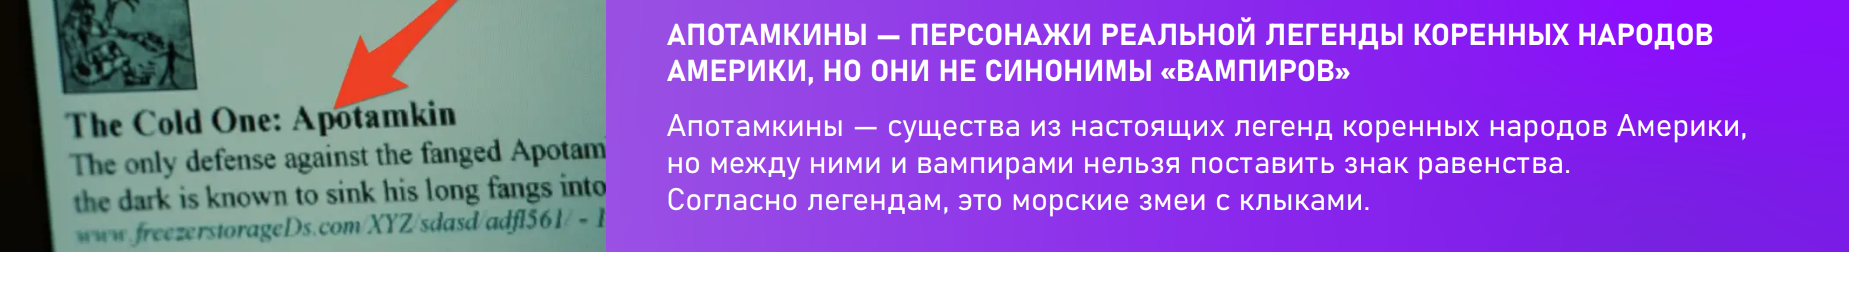 The Cold One: Apotamkin
The only defense against the fanged Apotam
the dark is known to sink his long fangs into
www.freezerstorageDs.com/XYZ/sdasd/adfl561/ - 1
АПОТАМКИНЫ — ПЕРСОНАЖИ РЕАЛЬНОЙ ЛЕГЕНДЫ КОРЕННЫХ НАРОДОВ
АМЕРИКИ, НО ОНИ НЕ СИНОНИМЫ «ВАМПИРОВ»
Апотамкины — существа из настоящих легенд коренных народов Америки,
но между ними и вампирами нельзя поставить знак равенства.
Согласно легендам, это морские змеи с клыками.